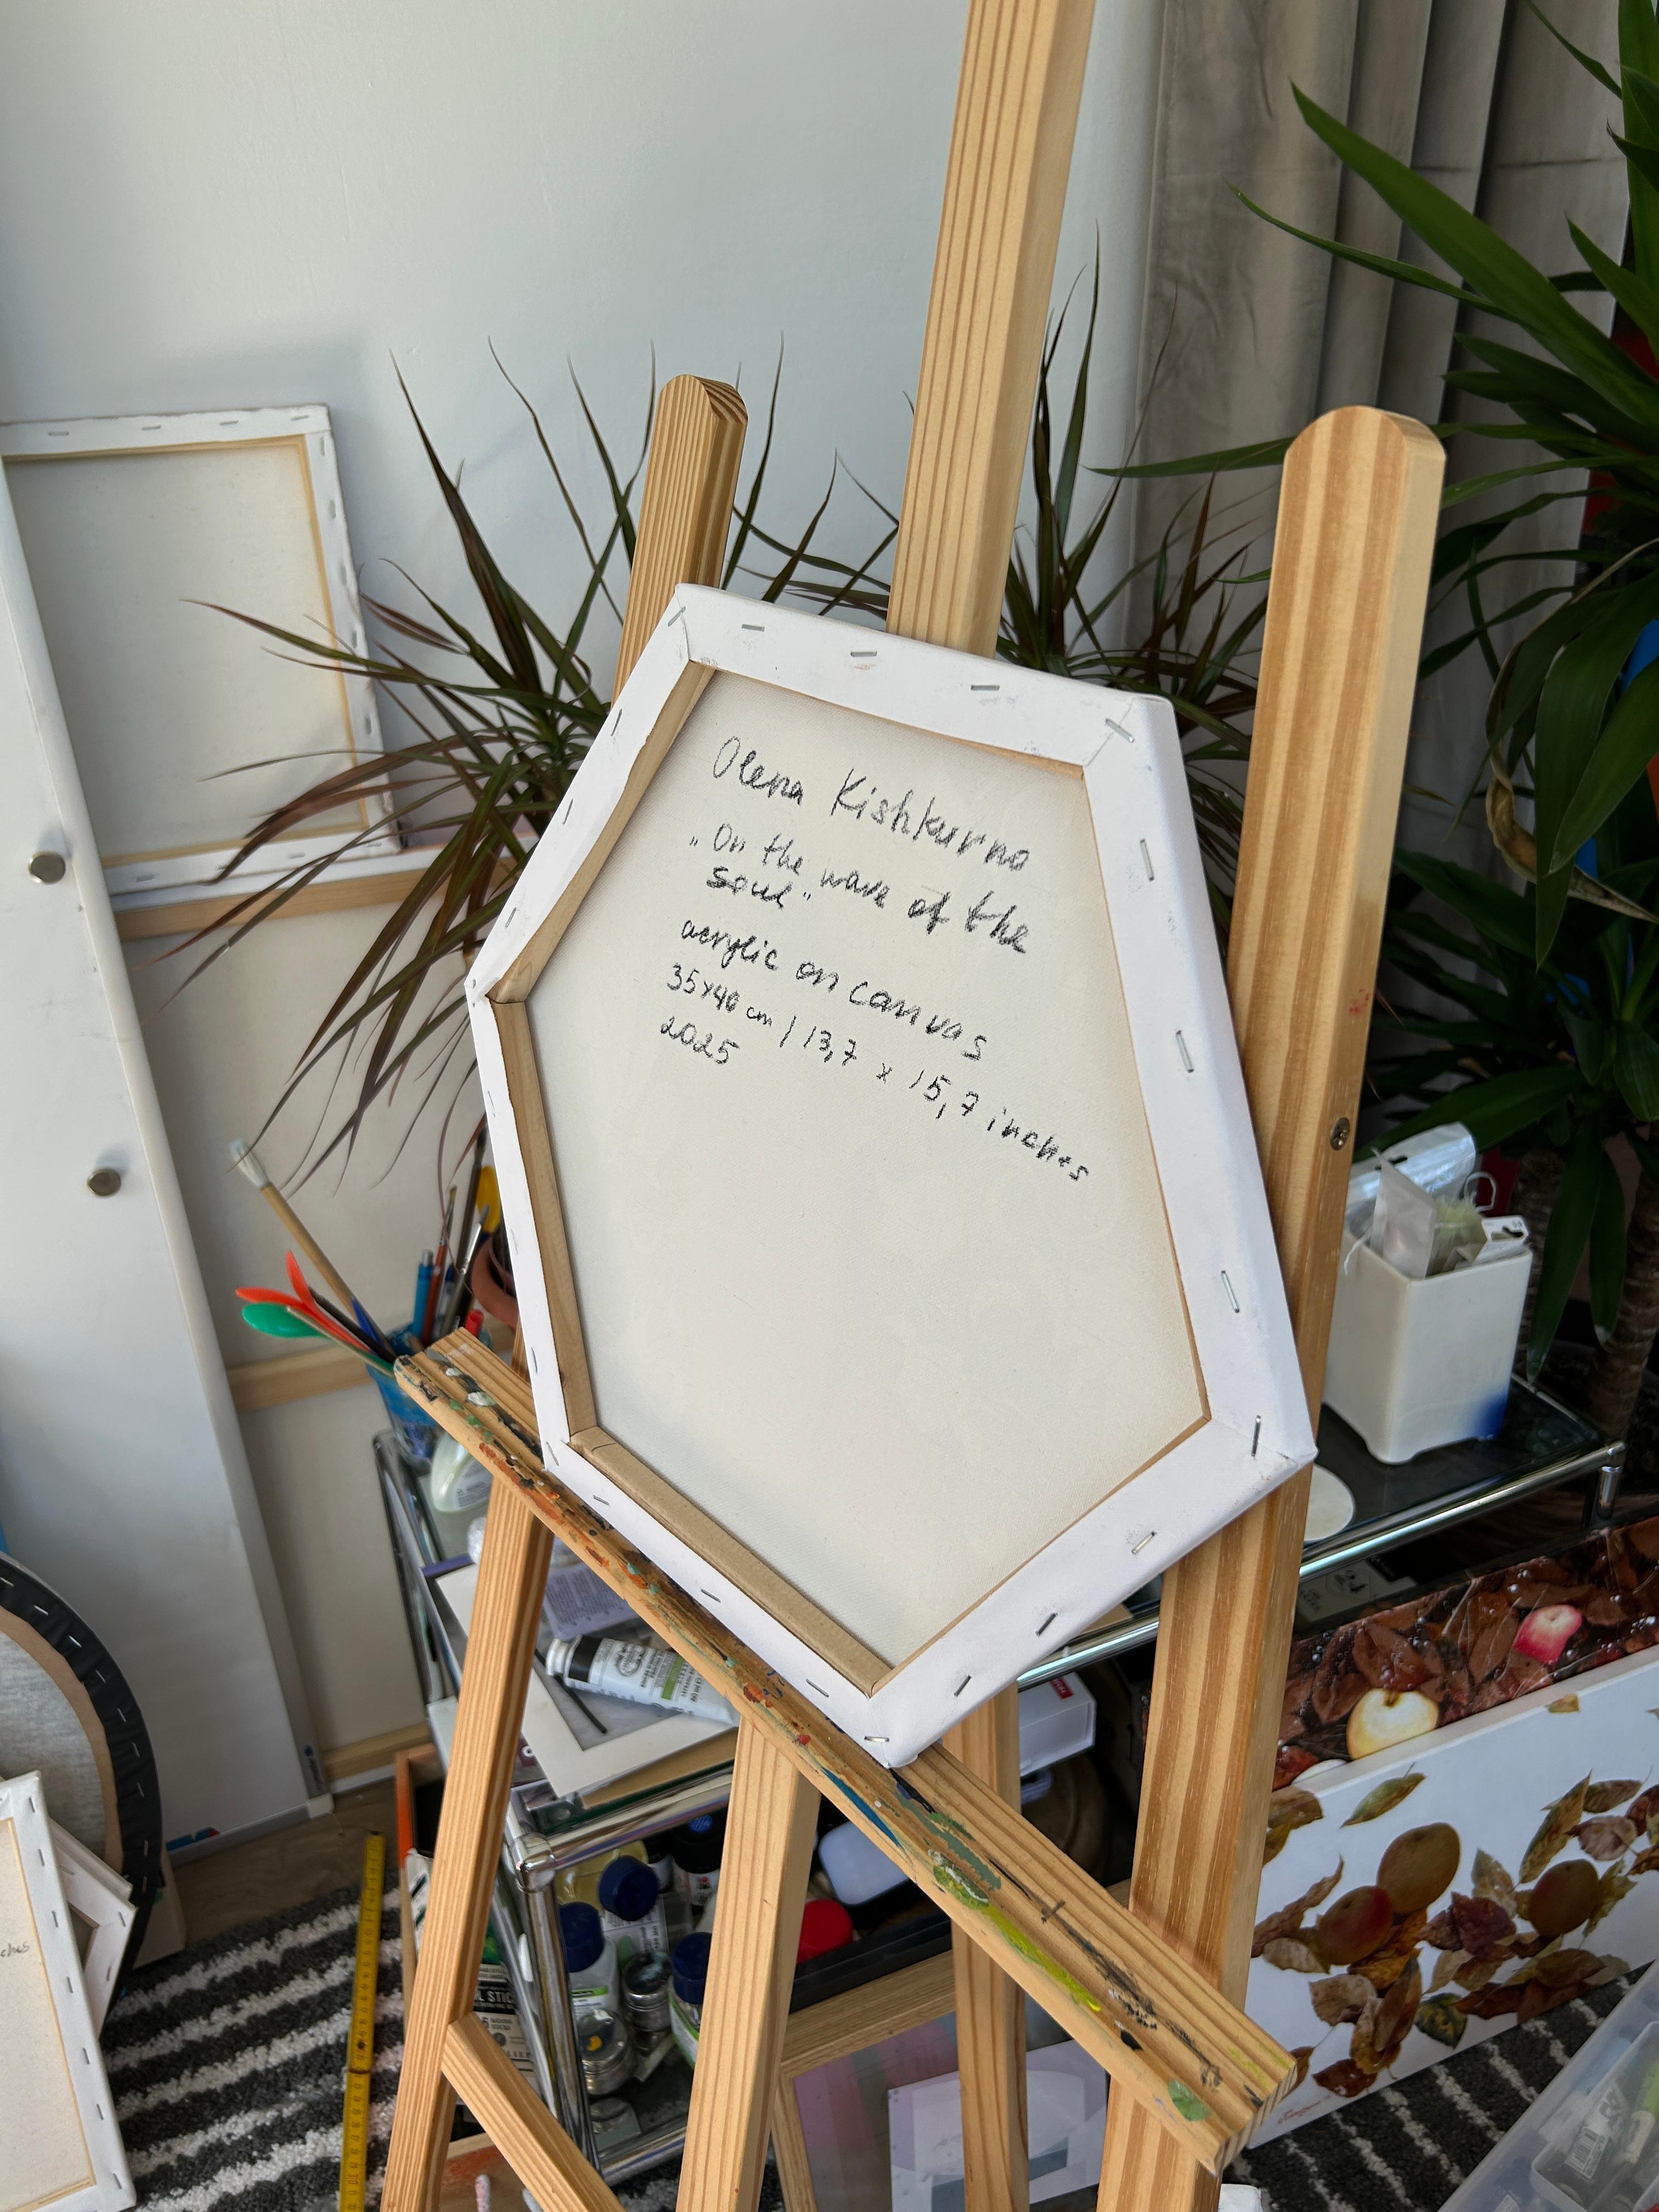 Olena Kishkurno
„On the wave of the
soul"
acrylic on canvas
35x40 cm | 13,7 x 15,7 inches
2025
ches